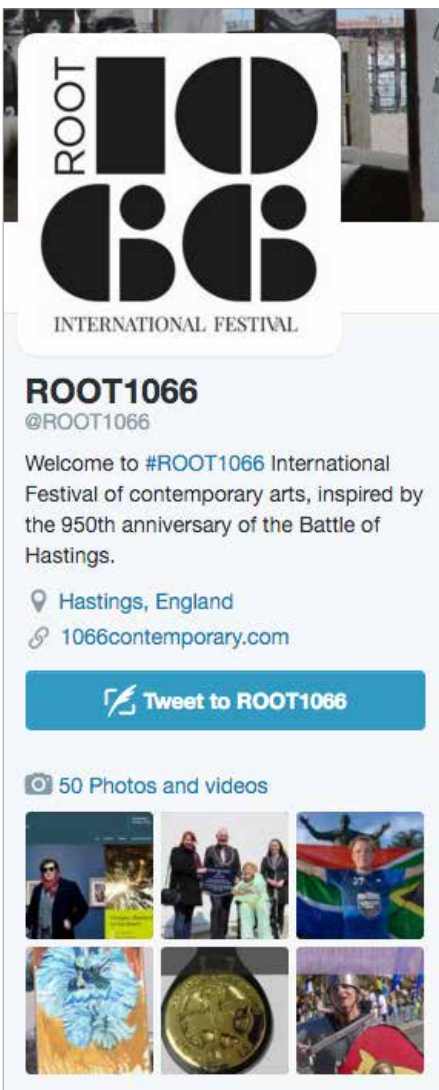 ROOT
1066
INTERNATIONAL FESTIVAL
ROOT1066
@ROOT1066
Welcome to #ROOT1066 International
Festival of contemporary arts, inspired by
the 950th anniversary of the Battle of
Hastings.
Hastings, England
1066contemporary.com
Tweet to ROOT1066
50 Photos and videos
27